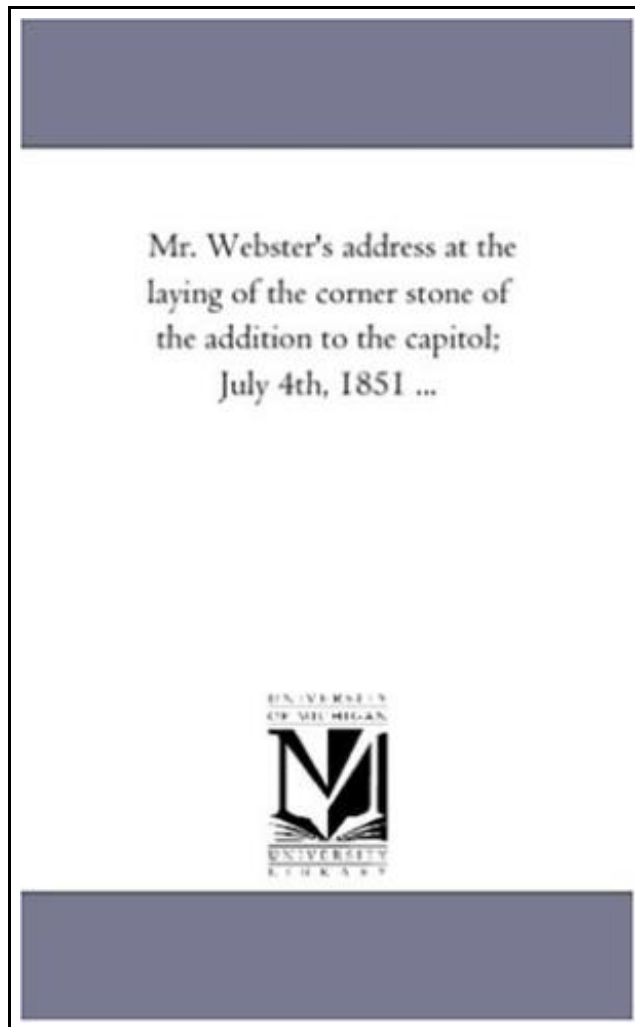 Mr. Webster's address at the
laying of the corner stone of
the addition to the capitol;
July 4th, 1851 ...
UNIVERSITY
OF MICHIGAN
UNIVERSITY
LIBRARY